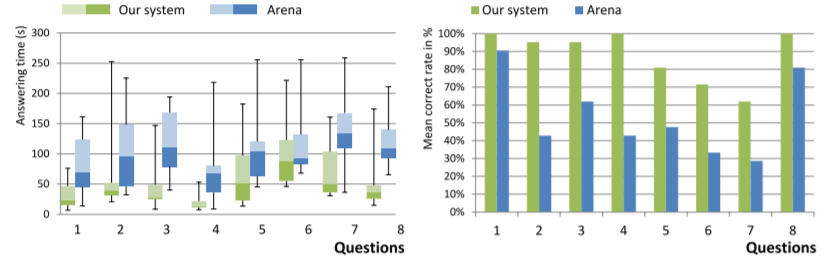 Our system Arena
Answering time (s)
300
250
200
150
100
50
0
1 2 3 4 5 6 7 8
Questions
Our system Arena
Mean correct rate in %
100%
90%
80%
70%
60%
50%
40%
30%
20%
10%
0%
1 2 3 4 5 6 7 8
Questions